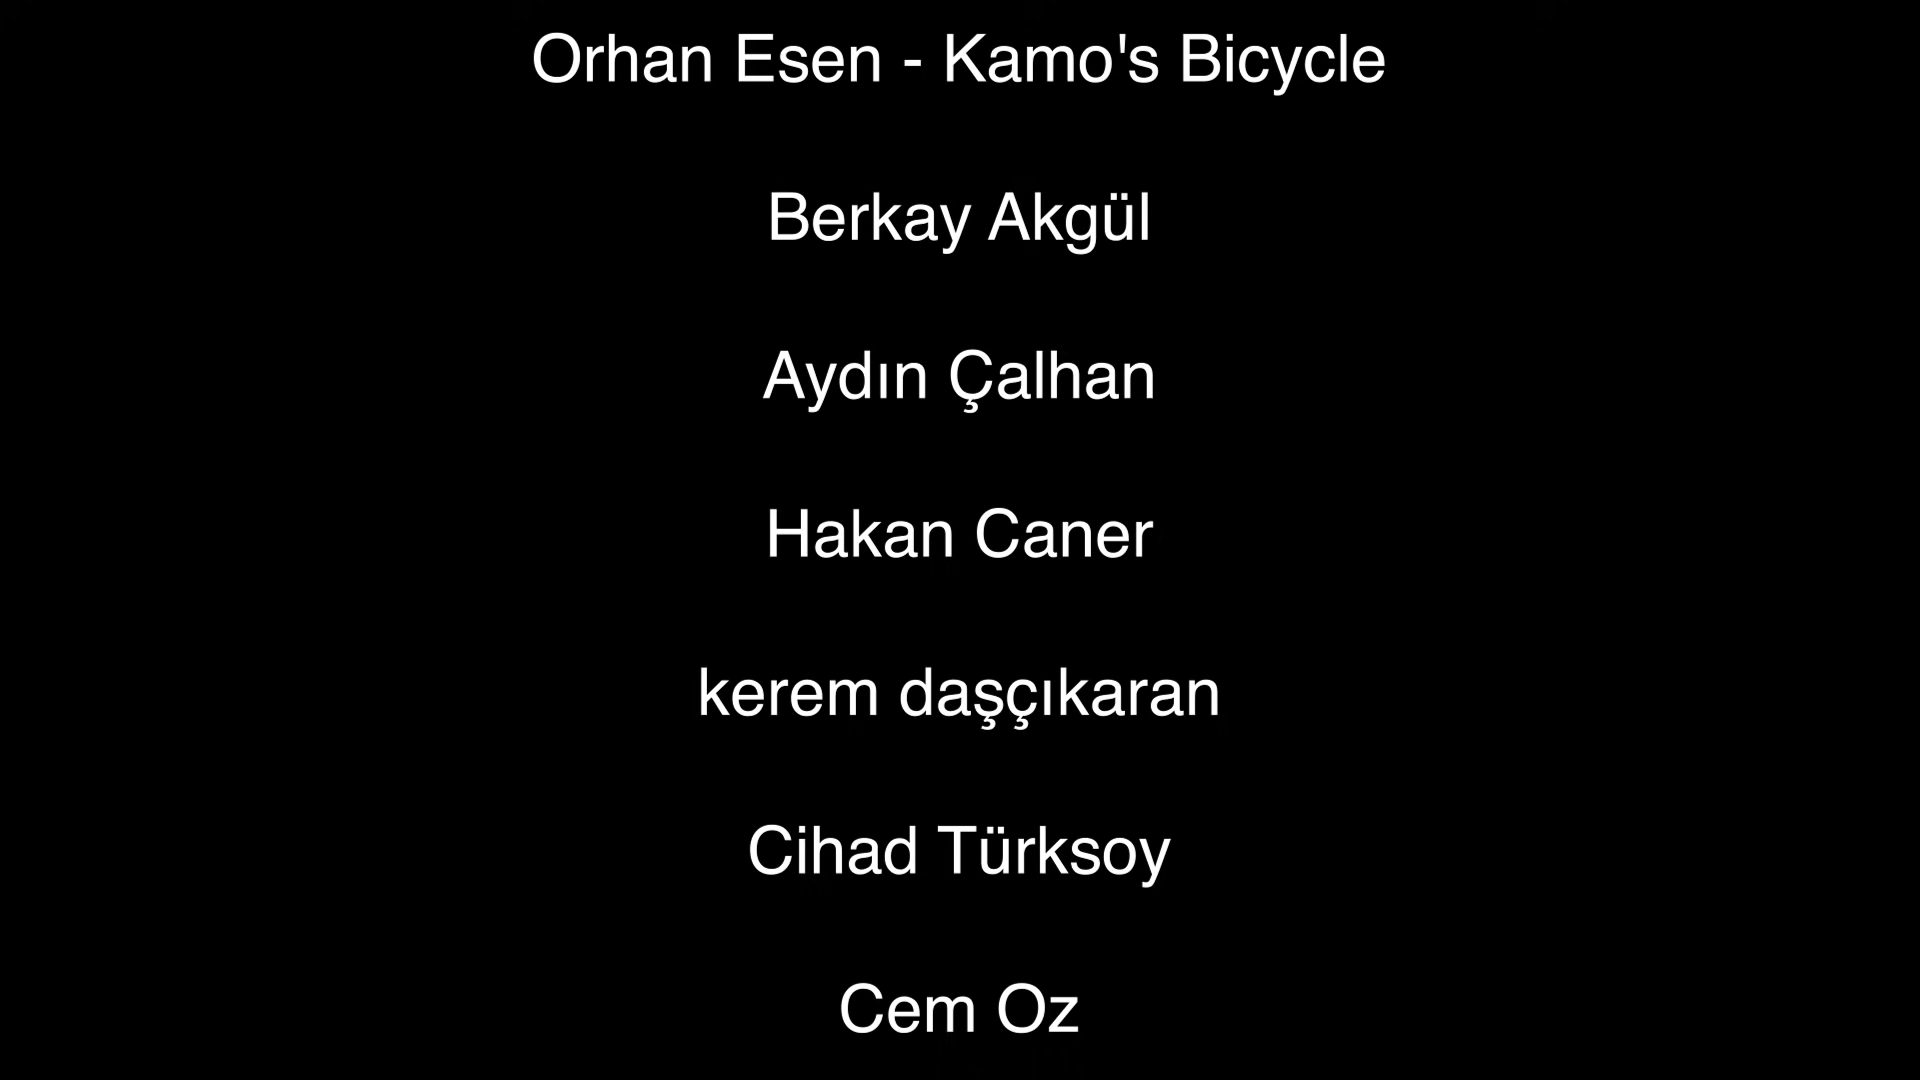 Orhan Esen - Kamo's Bicycle
Berkay Akgül
Aydın Çalhan
Hakan Caner
kerem daşçıkaran
Cihad Türksoy
Cem Oz